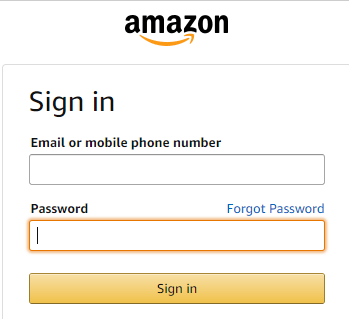 amazon
Sign in
Email or mobile phone number
Password Forgot Password
Sign in